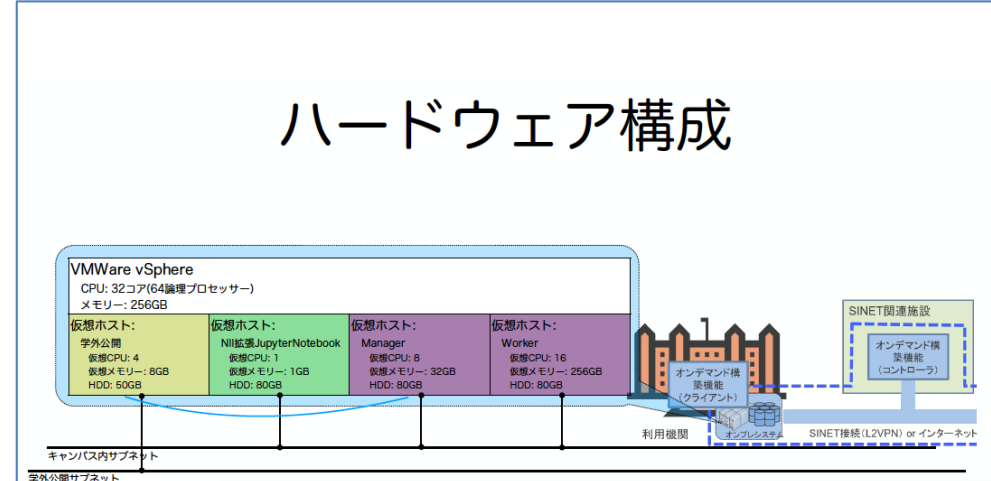 ハードウェア構成
VMWare vSphere
CPU: 32コア(64論理プロセッサー)
メモリー: 256GB
仮想ホスト:
学外公開
仮想CPU: 4
仮想メモリー: 8GB
HDD: 50GB
仮想ホスト:
NII拡張JupyterNotebook
仮想CPU: 1
仮想メモリー: 1GB
HDD: 80GB
仮想ホスト:
Manager
仮想CPU: 8
仮想メモリー: 32GB
HDD: 80GB
仮想ホスト:
Worker
仮想CPU: 16
仮想メモリー: 256GB
HDD: 80GB
オンデマンド構
築機能
(クライアント)
利用機関
オンプレシステム
SINET関連施設
オンデマンド構
築機能
(コントローラ)
SINET接続(L2VPN) or インターネット
キャンパス内サブネット
学外公開サブネット